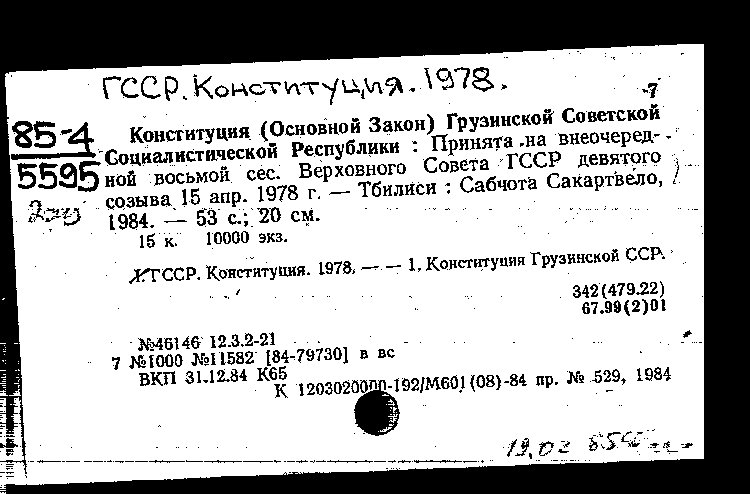 ГССР. Конституция. 1978.
-7
85-4
5595
Конституция (Основной Закон) Грузинской Советской
Социалистической Республики : Принята на внеочеред-
ной восьмой сес. Верховного Совета ГССР девятого
созыва 15 апр. 1978 г. — Тбилиси : Сабчота Сакартвело,
1984. — 53 с.; 20 см.
15 к. 10000 экз.
ГССР. Конституция. 1978. — — 1. Конституция Грузинской ССР.
342(479.22)
67.99(2)01
№46146 12.3.2-21
7 №1000 №11582 [84-79730] в вс
ВКП 31.12.84 К65
К 1203020000-192/М601(08)-84 пр. № 529, 1984
19.02